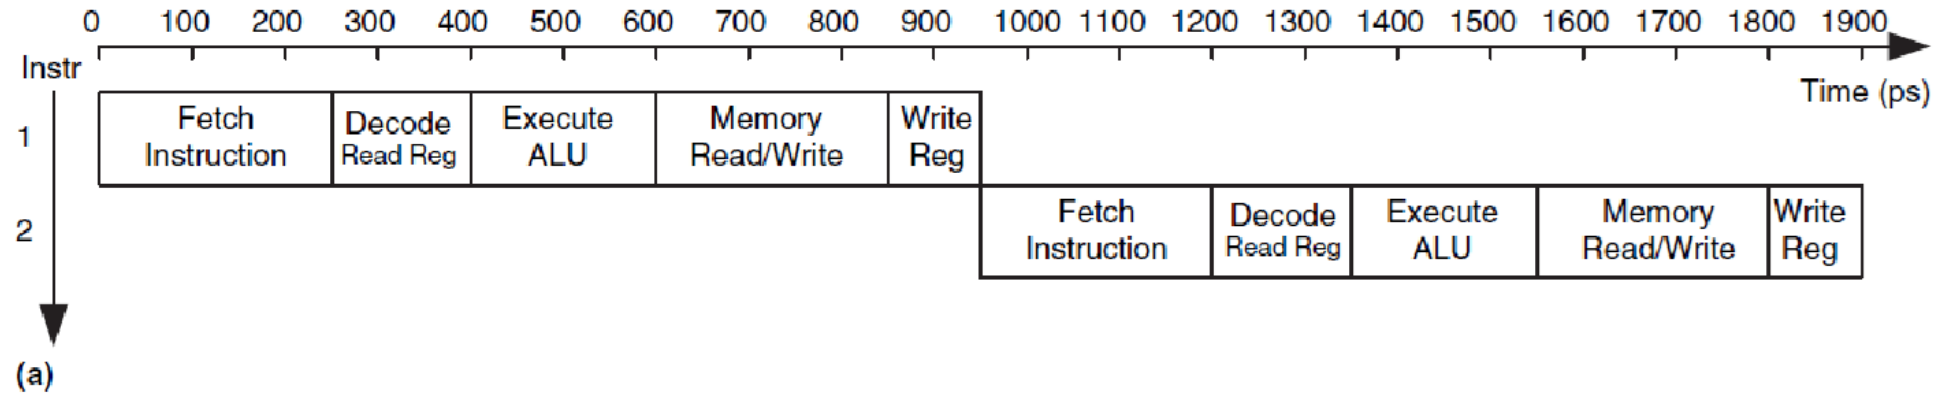 0 100 200 300 400 500 600 700 800 900 1000 1100 1200 1300 1400 1500 1600 1700 1800 1900
Instr
Time (ps)
1
Fetch
Instruction
Decode
Read Reg
Execute
ALU
Memory
Read/Write
Write
Reg
2
Fetch
Instruction
Decode
Read Reg
Execute
ALU
Memory
Read/Write
Write
Reg
(a)